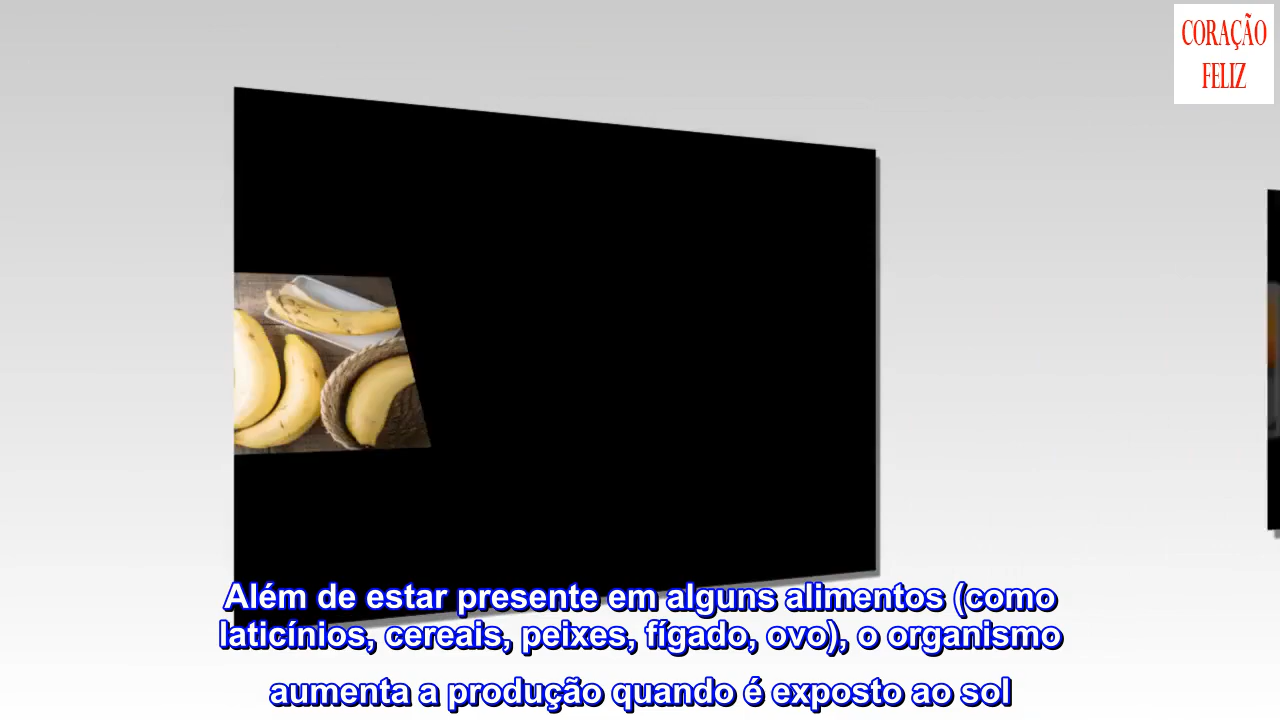 CORAÇÃO
FELIZ
Além de estar presente em alguns alimentos (como
laticínios, cereais, peixes, fígado, ovo), o organismo
aumenta a produção quando é exposto ao sol